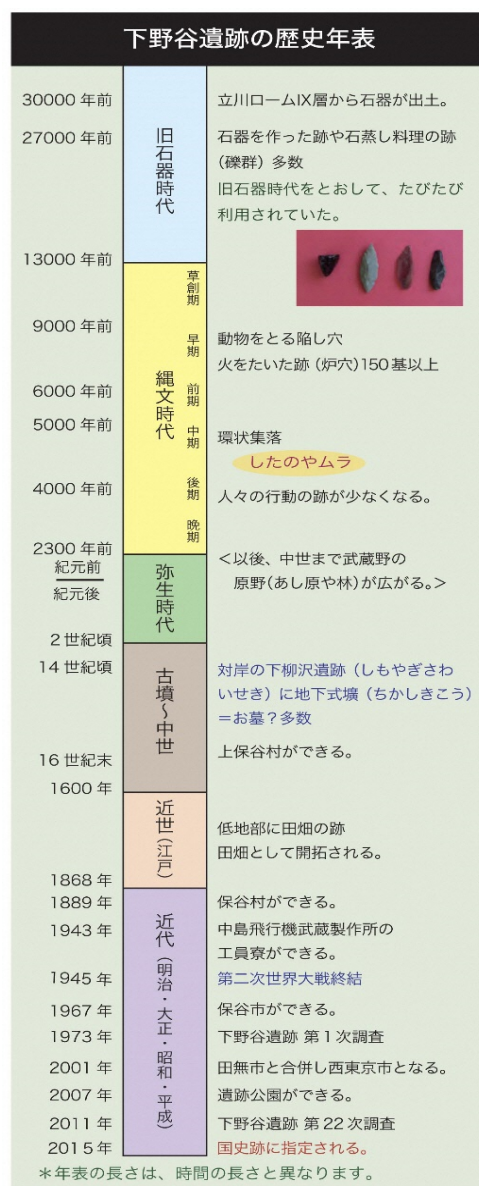 下野谷遺跡の歴史年表
30000 年前
立川ロームⅨ層から石器が出土。
27000 年前
石器を作った跡や石蒸し料理の跡
（礫群）多数
旧石器時代をとおして、たびたび
利用されていた。
旧石器時代
13000 年前
草創期
9000 年前
早期
動物をとる陥し穴
火をたいた跡（炉穴）150基以上
縄文時代
6000 年前
前期
5000 年前
中期
環状集落
したのやムラ
4000 年前
後期
人々の行動の跡が少なくなる。
晩期
2300 年前
紀元前
紀元後
弥生時代
＜以後、中世まで武蔵野の
原野（あし原や林）が広がる。＞
2 世紀頃
14 世紀頃
古墳～中世
対岸の下柳沢遺跡（しもやぎさわ
いせき）に地下式壙（ちかしきこう）
＝お墓？多数
16 世紀末
上保谷村ができる。
1600 年
近世（江戸）
低地部に田畑の跡
田畑として開拓される。
1868 年
近代（明治・大正・昭和・平成）
1889 年
保谷村ができる。
1943 年
中島飛行機武蔵製作所の
工員寮ができる。
1945 年
第二次世界大戦終結
1967 年
保谷市ができる。
1973 年
下野谷遺跡 第１次調査
2001 年
田無市と合併し西東京市となる。
2007 年
遺跡公園ができる。
2011 年
下野谷遺跡 第 22 次調査
2015 年
国史跡に指定される。
＊年表の長さは、時間の長さと異なります。